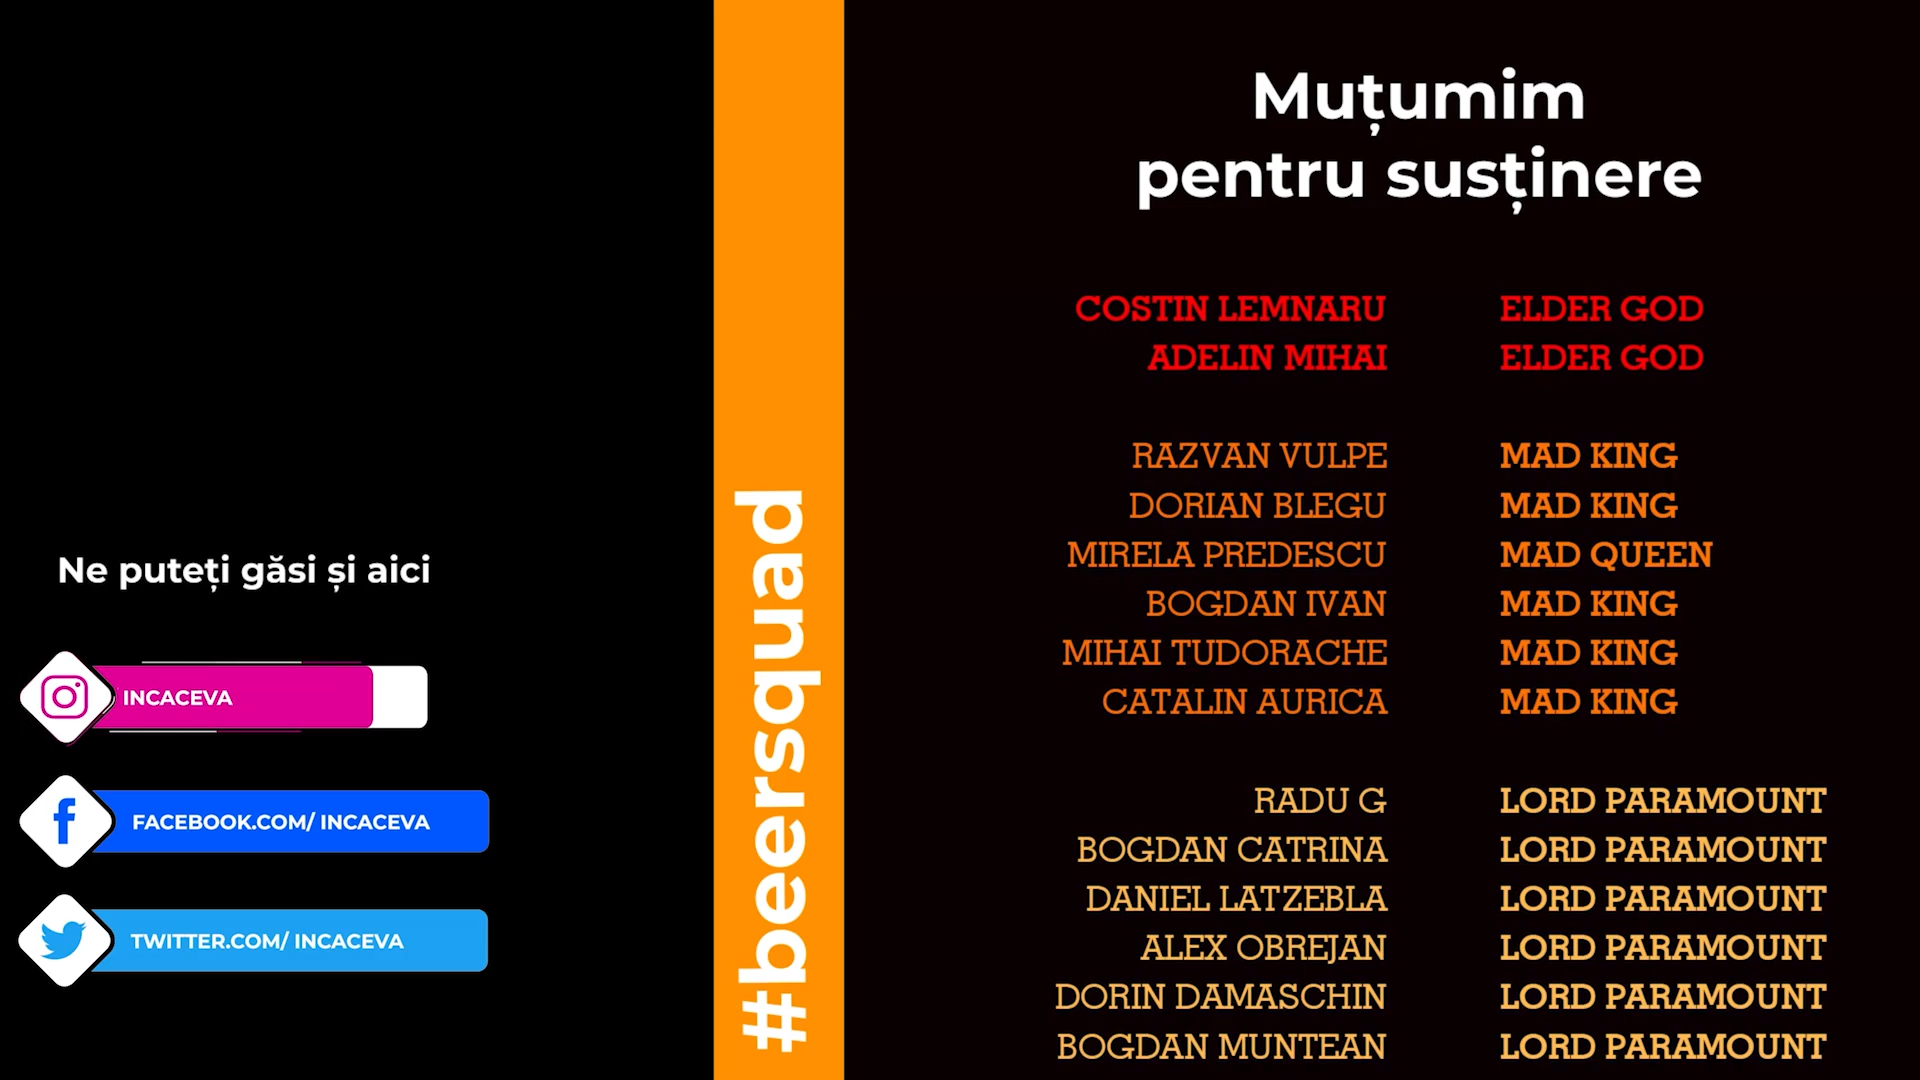 Ne puteți găsi și aici
INCACEVA
FACEBOOK.COM/ INCACEVA
TWITTER.COM/ INCACEVA
#beersquad
Muțumim
pentru susținere
COSTIN LEMNARU ELDER GOD
ADELIN MIHAI ELDER GOD
RAZVAN VULPE MAD KING
DORIAN BLEGU MAD KING
MIRELA PREDESCU MAD QUEEN
BOGDAN IVAN MAD KING
MIHAI TUDORACHE MAD KING
CATALIN AURICA MAD KING
RADU G LORD PARAMOUNT
BOGDAN CATRINA LORD PARAMOUNT
DANIEL LATZEBLA LORD PARAMOUNT
ALEX OBREJAN LORD PARAMOUNT
DORIN DAMASCHIN LORD PARAMOUNT
BOGDAN MUNTEAN LORD PARAMOUNT